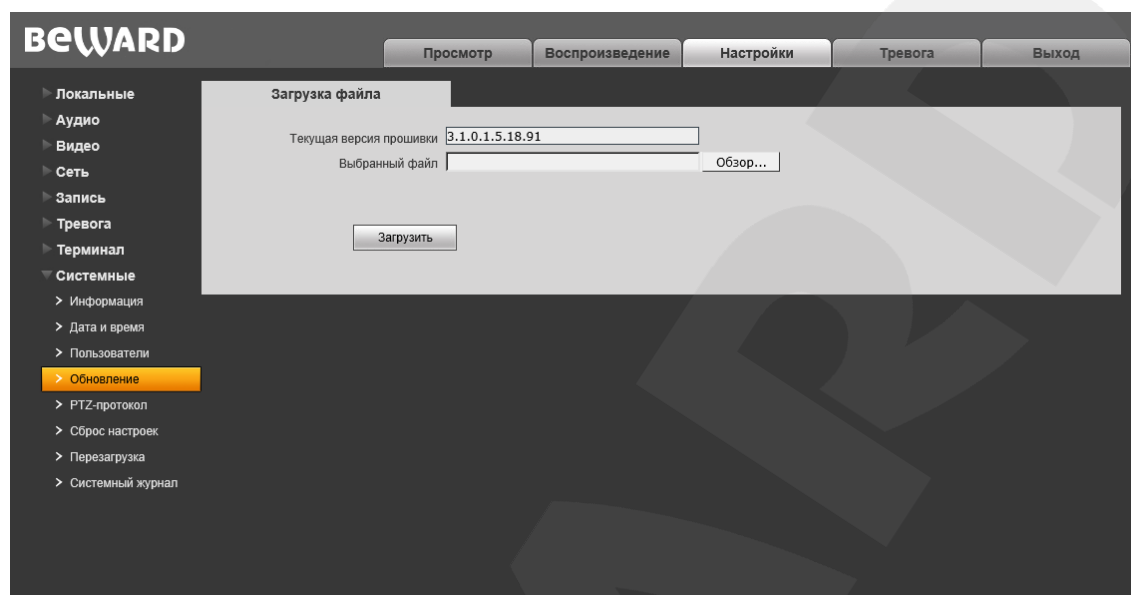 BEWARD
Просмотр Воспроизведение Настройки Тревога Выход
Локальные
Аудио
Видео
Сеть
Запись
Тревога
Терминал
Системные
Информация
Дата и время
Пользователи
Обновление
PTZ-протокол
Сброс настроек
Перезагрузка
Системный журнал
Загрузка файла
Текущая версия прошивки 3.1.0.1.5.18.91
Выбранный файл Обзор...
Загрузить